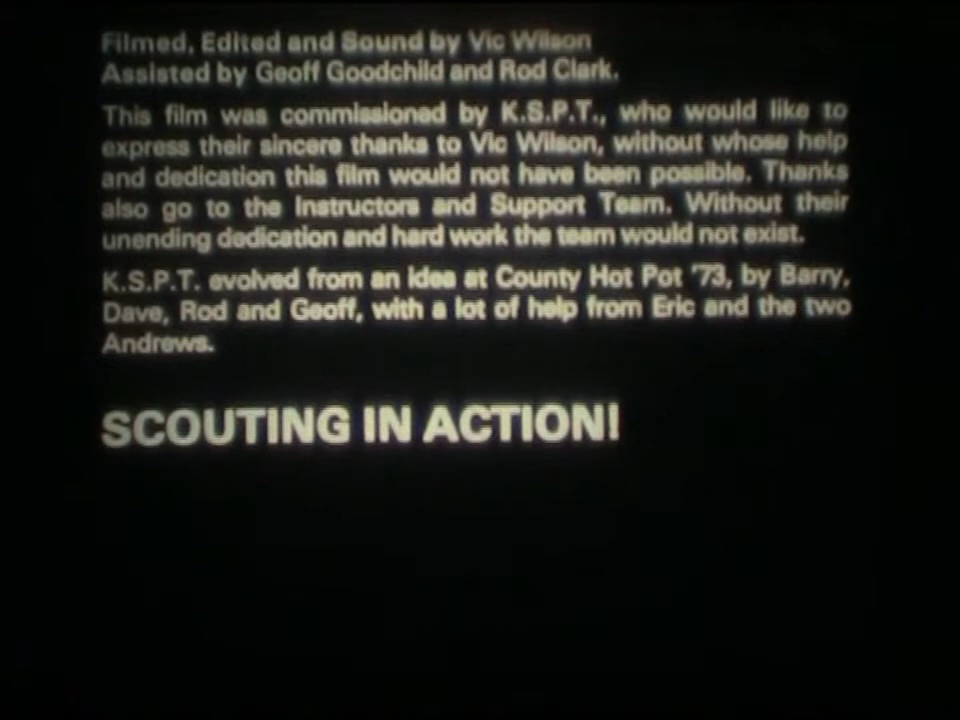 Filmed, Edited and Sound by Vic Wilson
Assisted by Geoff Goodchild and Rod Clark.
This film was commissioned by K.S.P.T., who would like to
express their sincere thanks to Vic Wilson, without whose help
and dedication this film would not have been possible. Thanks
also go to the Instructors and Support Team. Without their
unending dedication and hard work the team would not exist.
K.S.P.T. evolved from an idea at County Hot Pot '73, by Barry,
Dave, Rod and Geoff, with a lot of help from Eric and the two
Andrews.
SCOUTING IN ACTION!